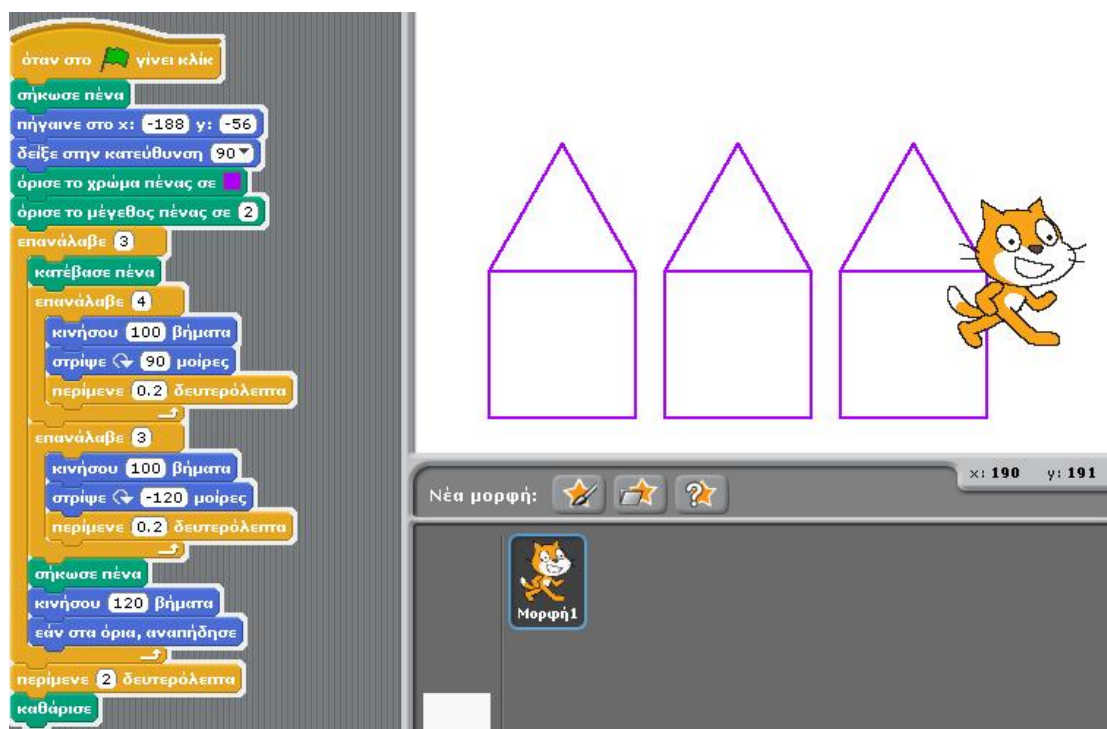 όταν στο γίνει κλίκ
σήκωσε πένα
πήγαινε στο x: -188 y: -56
δείξε στην κατεύθυνση 90
όρισε το χρώμα πένας σε
όρισε το μέγεθος πένας σε 2
επανάλαβε 3
κατέβασε πένα
επανάλαβε 4
κινήσου 100 βήματα
στρίψε 90 μοίρες
περίμενε 0.2 δευτερόλεπτα
επανάλαβε 3
κινήσου 100 βήματα
στρίψε -120 μοίρες
περίμενε 0.2 δευτερόλεπτα
σήκωσε πένα
κινήσου 120 βήματα
εάν στα όρια, αναπήδησε
περίμενε 2 δευτερόλεπτα
καθάρισε
x: 190 y: 191
Νέα μορφή:
Μορφή1